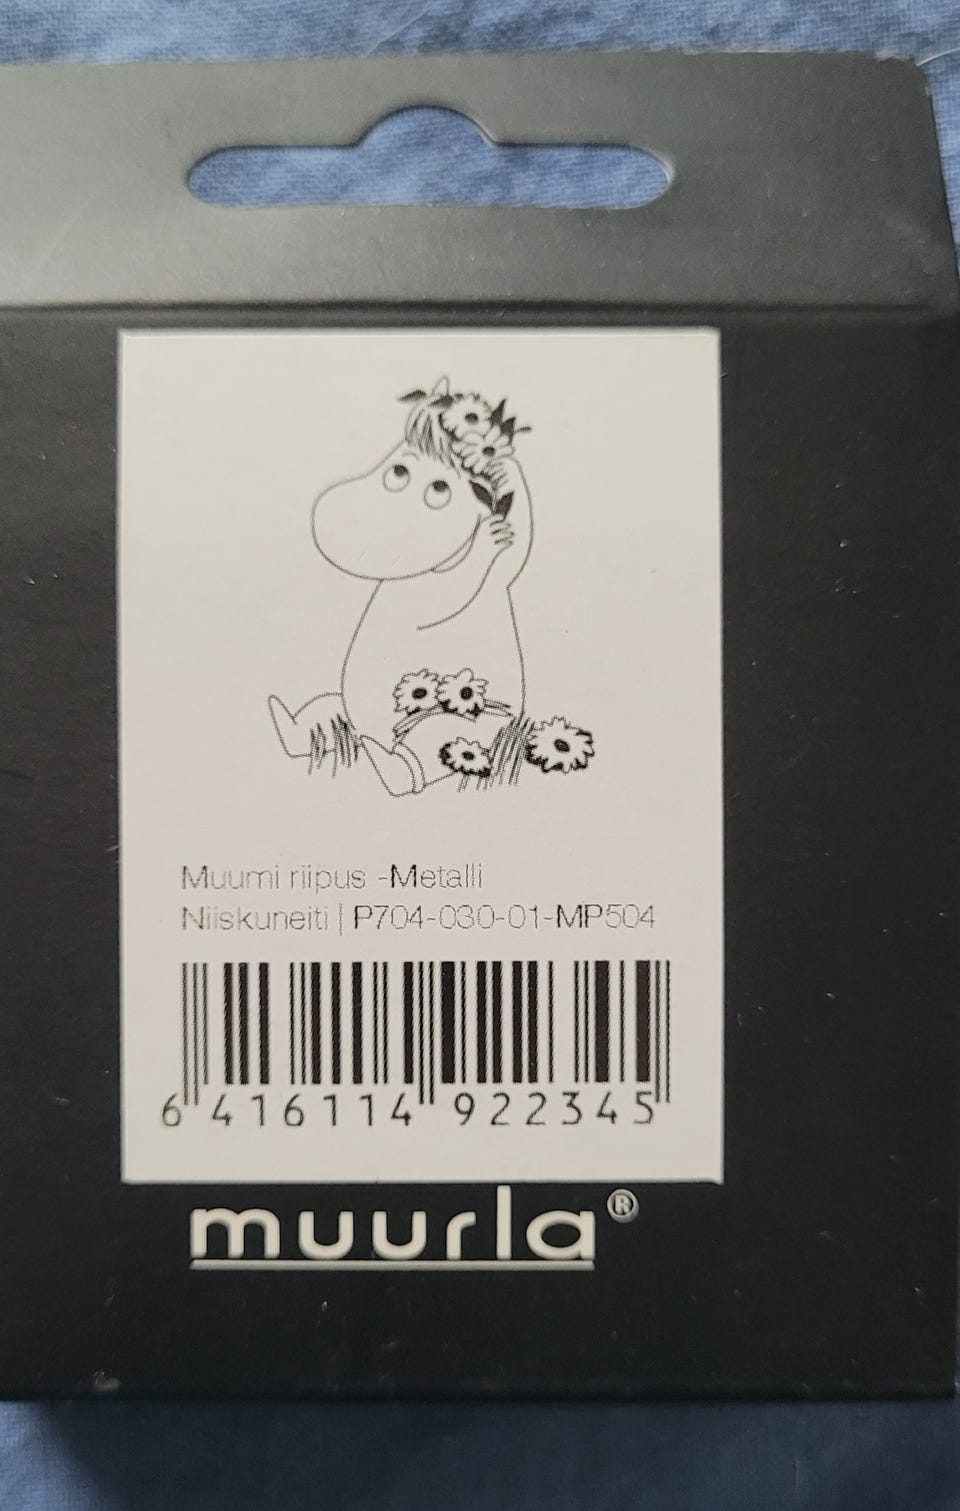 Muumi riipus -Metalli
Niiskuneiti | P704-030-01-MP504
6 416114 922345
muurla®